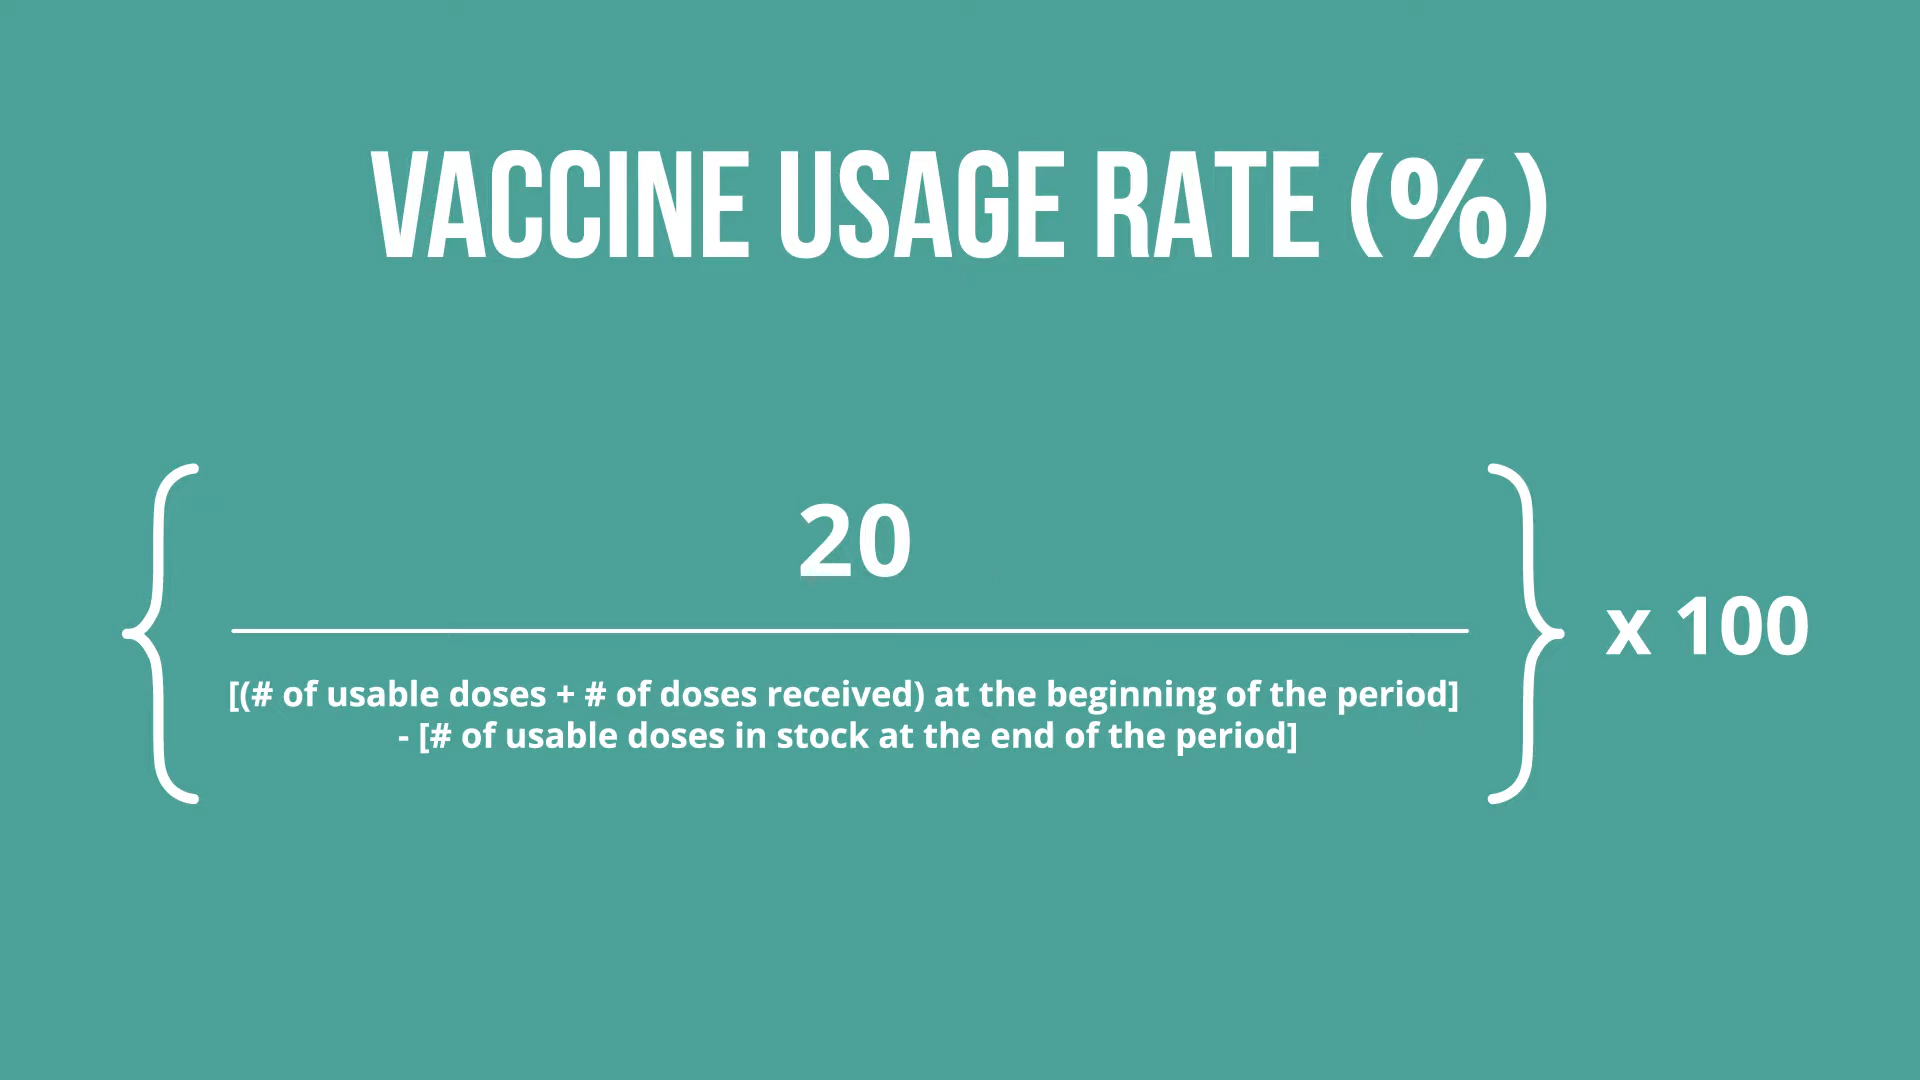 VACCINE USAGE RATE (%)
20
[(# of usable doses + # of doses received) at the beginning of the period]
- [# of usable doses in stock at the end of the period]
x 100